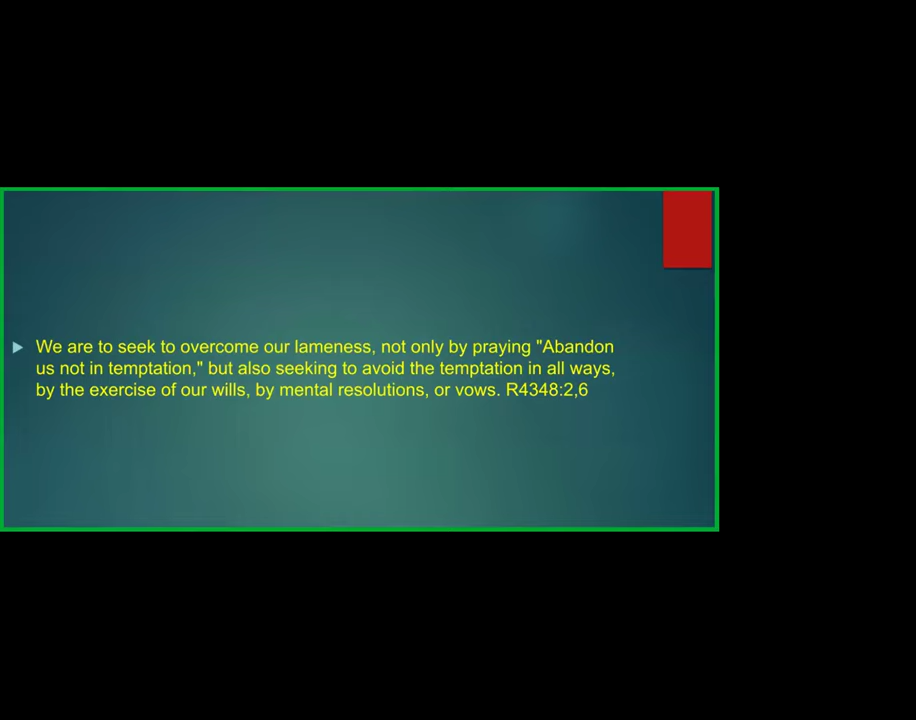 We are to seek to overcome our lameness, not only by praying "Abandon
us not in temptation," but also seeking to avoid the temptation in all ways,
by the exercise of our wills, by mental resolutions, or vows. R4348:2,6